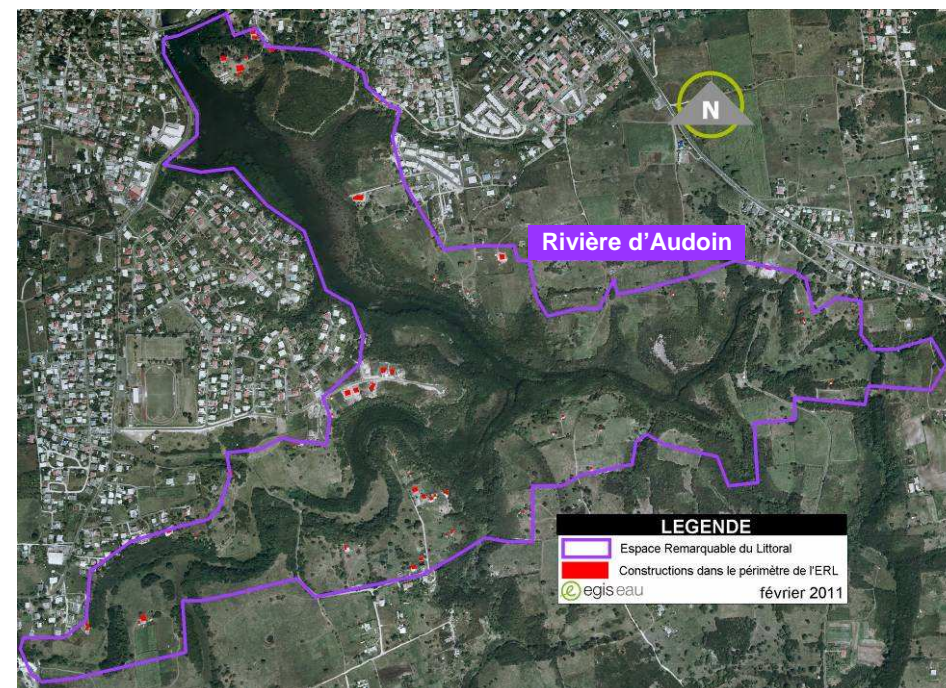 N
Rivière d'Audoin
LEGENDE
Espace Remarquable du Littoral
Constructions dans le périmètre de l'ERL
egis eau
février 2011